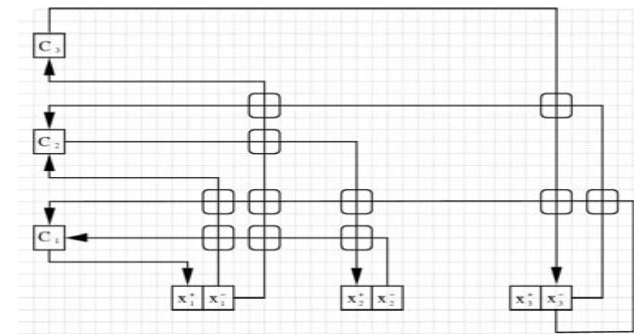 C₃
C₂
C₁
x₁⁺ x₁⁻ x₂⁺ x₂⁻ x₃⁺ x₃⁻